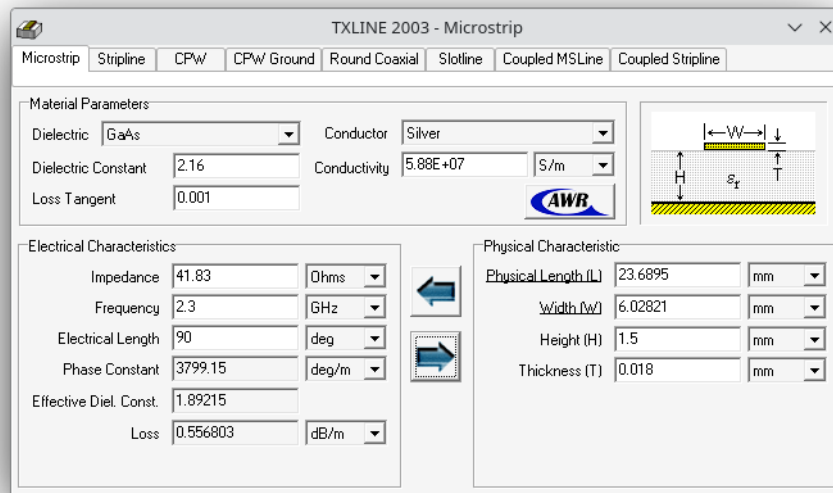 TXLINE 2003 - Microstrip
Microstrip Stripline CPW CPW Ground Round Coaxial Slotline Coupled MSLine Coupled Stripline
Material Parameters
Dielectric GaAs Conductor Silver
Dielectric Constant 2.16 Conductivity 5.88E+07 S/m
Loss Tangent 0.001 AWR
W
H εr T
Electrical Characteristics
Impedance 41.83 Ohms
Frequency 2.3 GHz
Electrical Length 90 deg
Phase Constant 3799.15 deg/m
Effective Diel. Const. 1.89215
Loss 0.556803 dB/m
Physical Characteristic
Physical Length (L) 23.6895 mm
Width (W) 6.02821 mm
Height (H) 1.5 mm
Thickness (T) 0.018 mm